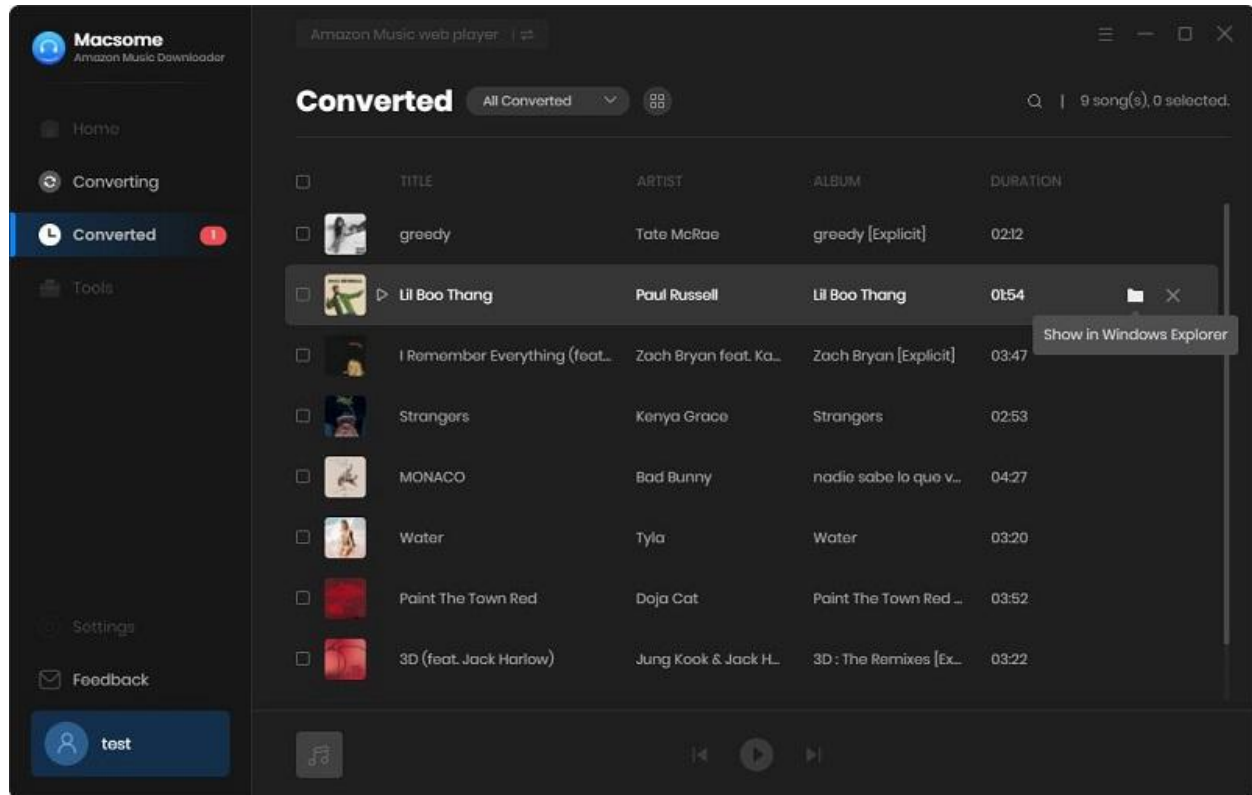 Macsome
Amazon Music Downloader
Home
Converting
Converted 1
Tools
Settings
Feedback
test
Amazon Music web player
Converted All Converted 9 song(s), 0 selected.
TITLE ARTIST ALBUM DURATION
greedy Tate McRae greedy [Explicit] 02:12
Lil Boo Thang Paul Russell Lil Boo Thang 01:54
Show in Windows Explorer
I Remember Everything (feat... Zach Bryan feat. Ka... Zach Bryan [Explicit] 03:47
Strangers Kenya Grace Strangers 02:53
MONACO Bad Bunny nadie sabe lo que v... 04:27
Water Tyla Water 03:20
Paint The Town Red Doja Cat Paint The Town Red ... 03:52
3D (feat. Jack Harlow) Jung Kook & Jack H... 3D : The Remixes [Ex... 03:22